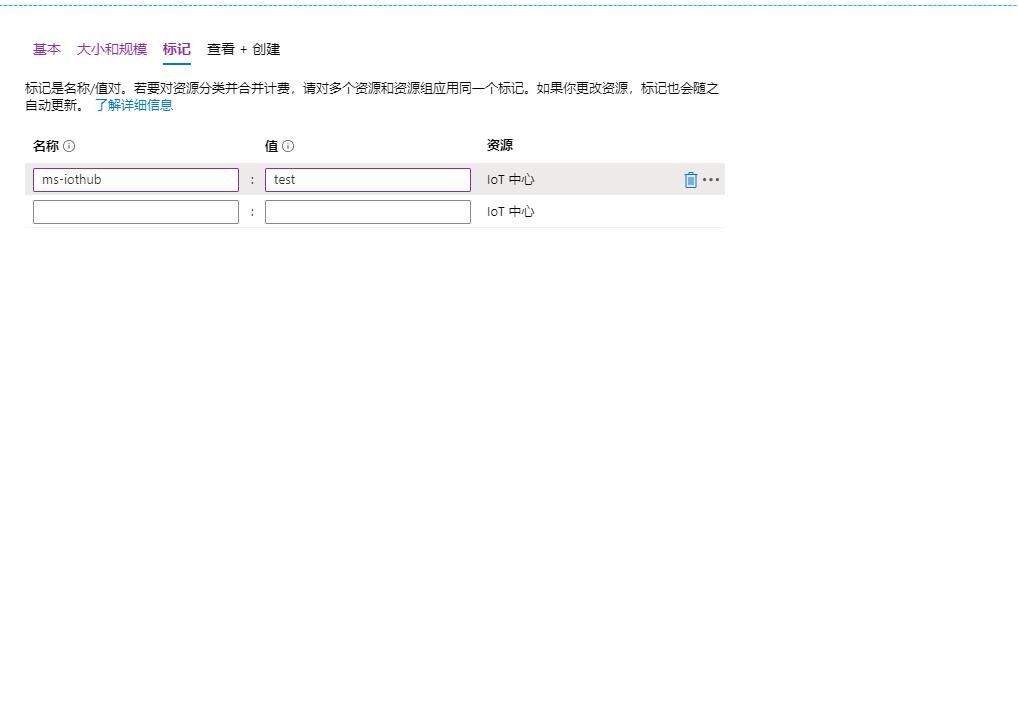 基本 大小和规模 标记 查看 + 创建
标记是名称/值对。若要对资源分类并合并计费，请对多个资源和资源组应用同一个标记。如果你更改资源，标记也会随之
自动更新。 了解详细信息
名称 值 资源
ms-iothub : test IoT 中心
: IoT 中心